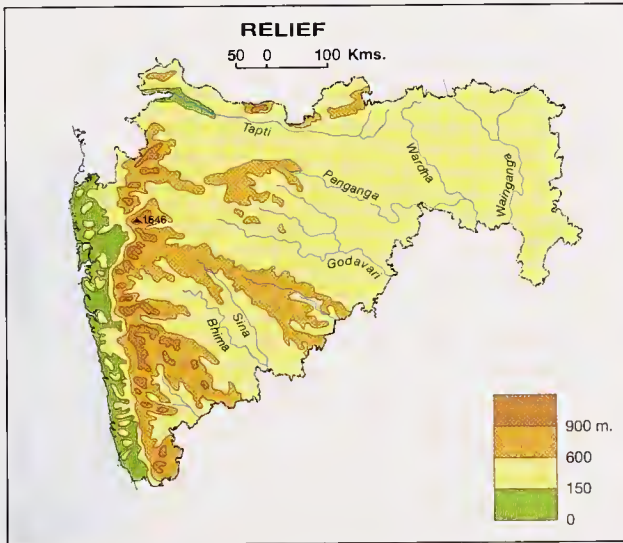 RELIEF
50 0 100 Kms.
Tapti
Wardha
Wainganga
Penganga
▲1646
Godavari
Sina
Bhima
900 m.
600
150
0